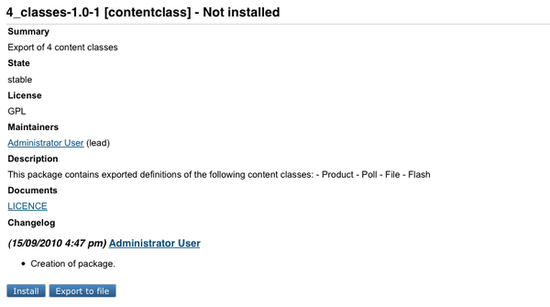 4_classes-1.0-1 [contentclass] - Not installed
Summary
Export of 4 content classes
State
stable
License
GPL
Maintainers
Administrator User (lead)
Description
This package contains exported definitions of the following content classes: - Product - Poll - File - Flash
Documents
LICENCE
Changelog
(15/09/2010 4:47 pm) Administrator User
• Creation of package.
Install Export to file